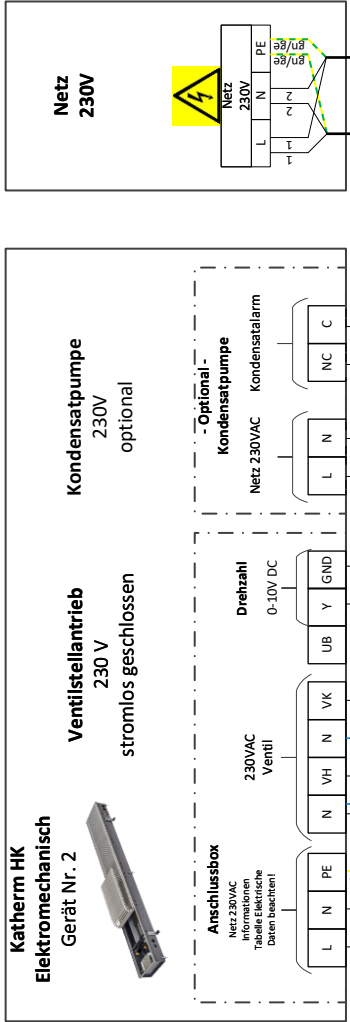 Katherm HK
Elektromechanisch
Gerät Nr. 2
Ventilstellantrieb
230 V
stromlos geschlossen
Kondensatpumpe
230V
optional
Anschlussbox
Netz 230VAC
Informationen
Tabelle Elektrische
Daten beachten!
230VAC
Ventil
Drehzahl
0-10V DC
- Optional -
Kondensatpumpe
Netz 230VAC
Kondensatalarm
L N PE
N VH N VK
UB Y GND
L N
NC C
Netz
230V
Netz
230V
L N PE
1
1
2
2
gn/ge
gn/ge